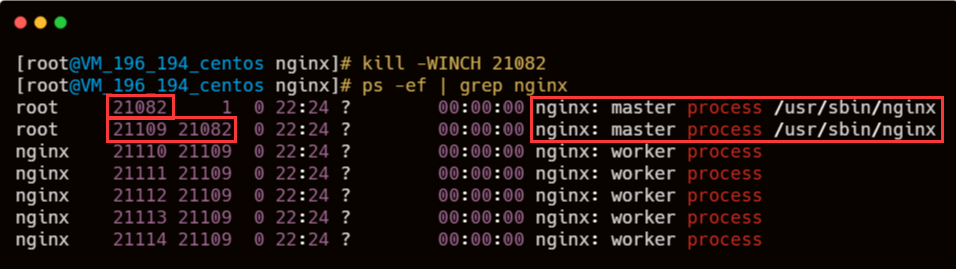 [root@VM_196_194_centos nginx]# kill -WINCH 21082
[root@VM_196_194_centos nginx]# ps -ef | grep nginx
root     21082     1  0 22:24 ?        00:00:00 nginx: master process /usr/sbin/nginx
root     21109 21082  0 22:24 ?        00:00:00 nginx: master process /usr/sbin/nginx
nginx    21110 21109  0 22:24 ?        00:00:00 nginx: worker process
nginx    21111 21109  0 22:24 ?        00:00:00 nginx: worker process
nginx    21112 21109  0 22:24 ?        00:00:00 nginx: worker process
nginx    21113 21109  0 22:24 ?        00:00:00 nginx: worker process
nginx    21114 21109  0 22:24 ?        00:00:00 nginx: worker process